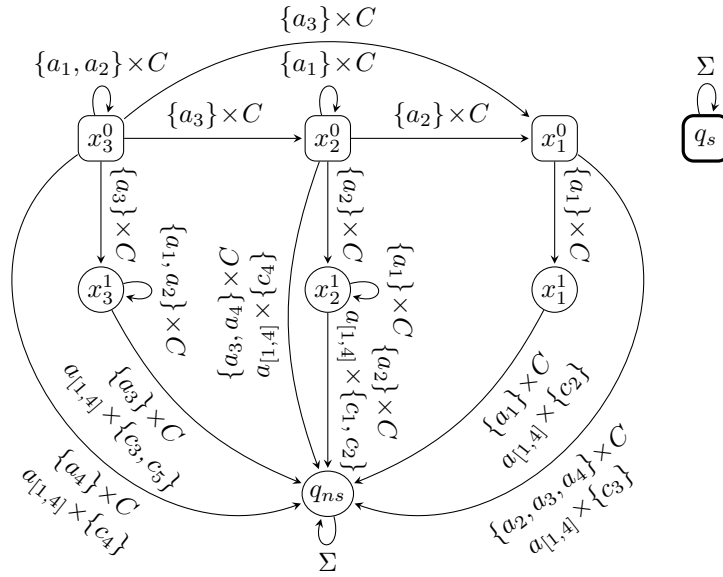 {a₃}×C
{a₁, a₂}×C
{a₁}×C
Σ
{a₃}×C
{a₂}×C
x₃⁰
x₂⁰
x₁⁰
qₛ
{a₃}×C
{a₂}×C
{a₁}×C
{a₁, a₂}×C
{a₁}×C
x₃¹
x₂¹
x₁¹
{a₃, a₄}×C
a[1,4]×{c₄}
{a₃}×C
a[1,4]×{c₃, c₅}
{a₂}×C
a[1,4]×{c₁, c₂}
{a₁}×C
a[1,4]×{c₂}
{a₄}×C
a[1,4]×{c₄}
{a₂, a₃, a₄}×C
a[1,4]×{c₃}
qₙₛ
Σ